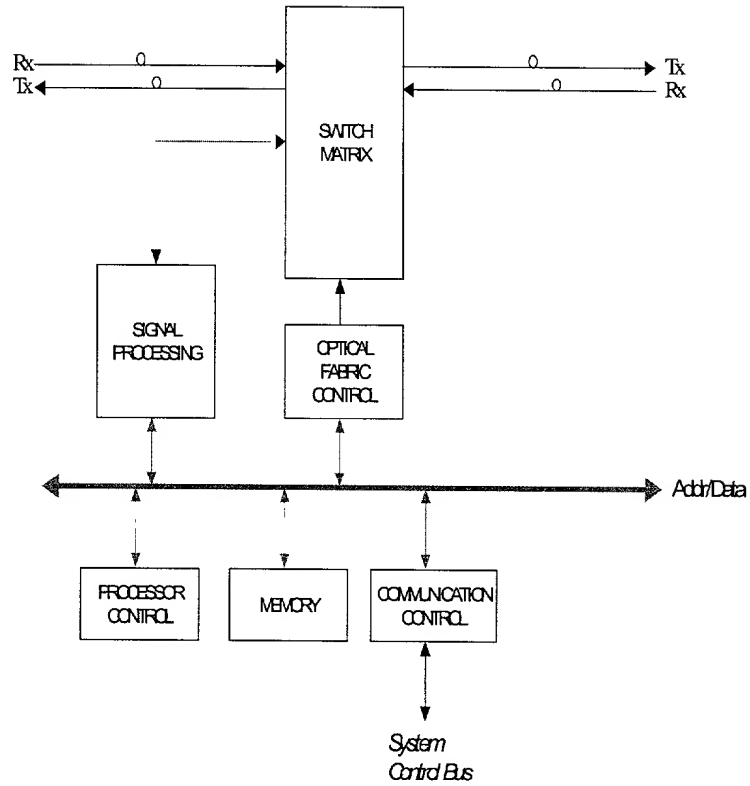 Rx
Tx
Tx
Rx
SWITCH
MATRIX
SIGNAL
PROCESSING
OPTICAL
FABRIC
CONTROL
Addr/Data
PROCESSOR
CONTROL
MEMORY
COMMUNICATION
CONTROL
System
Control Bus